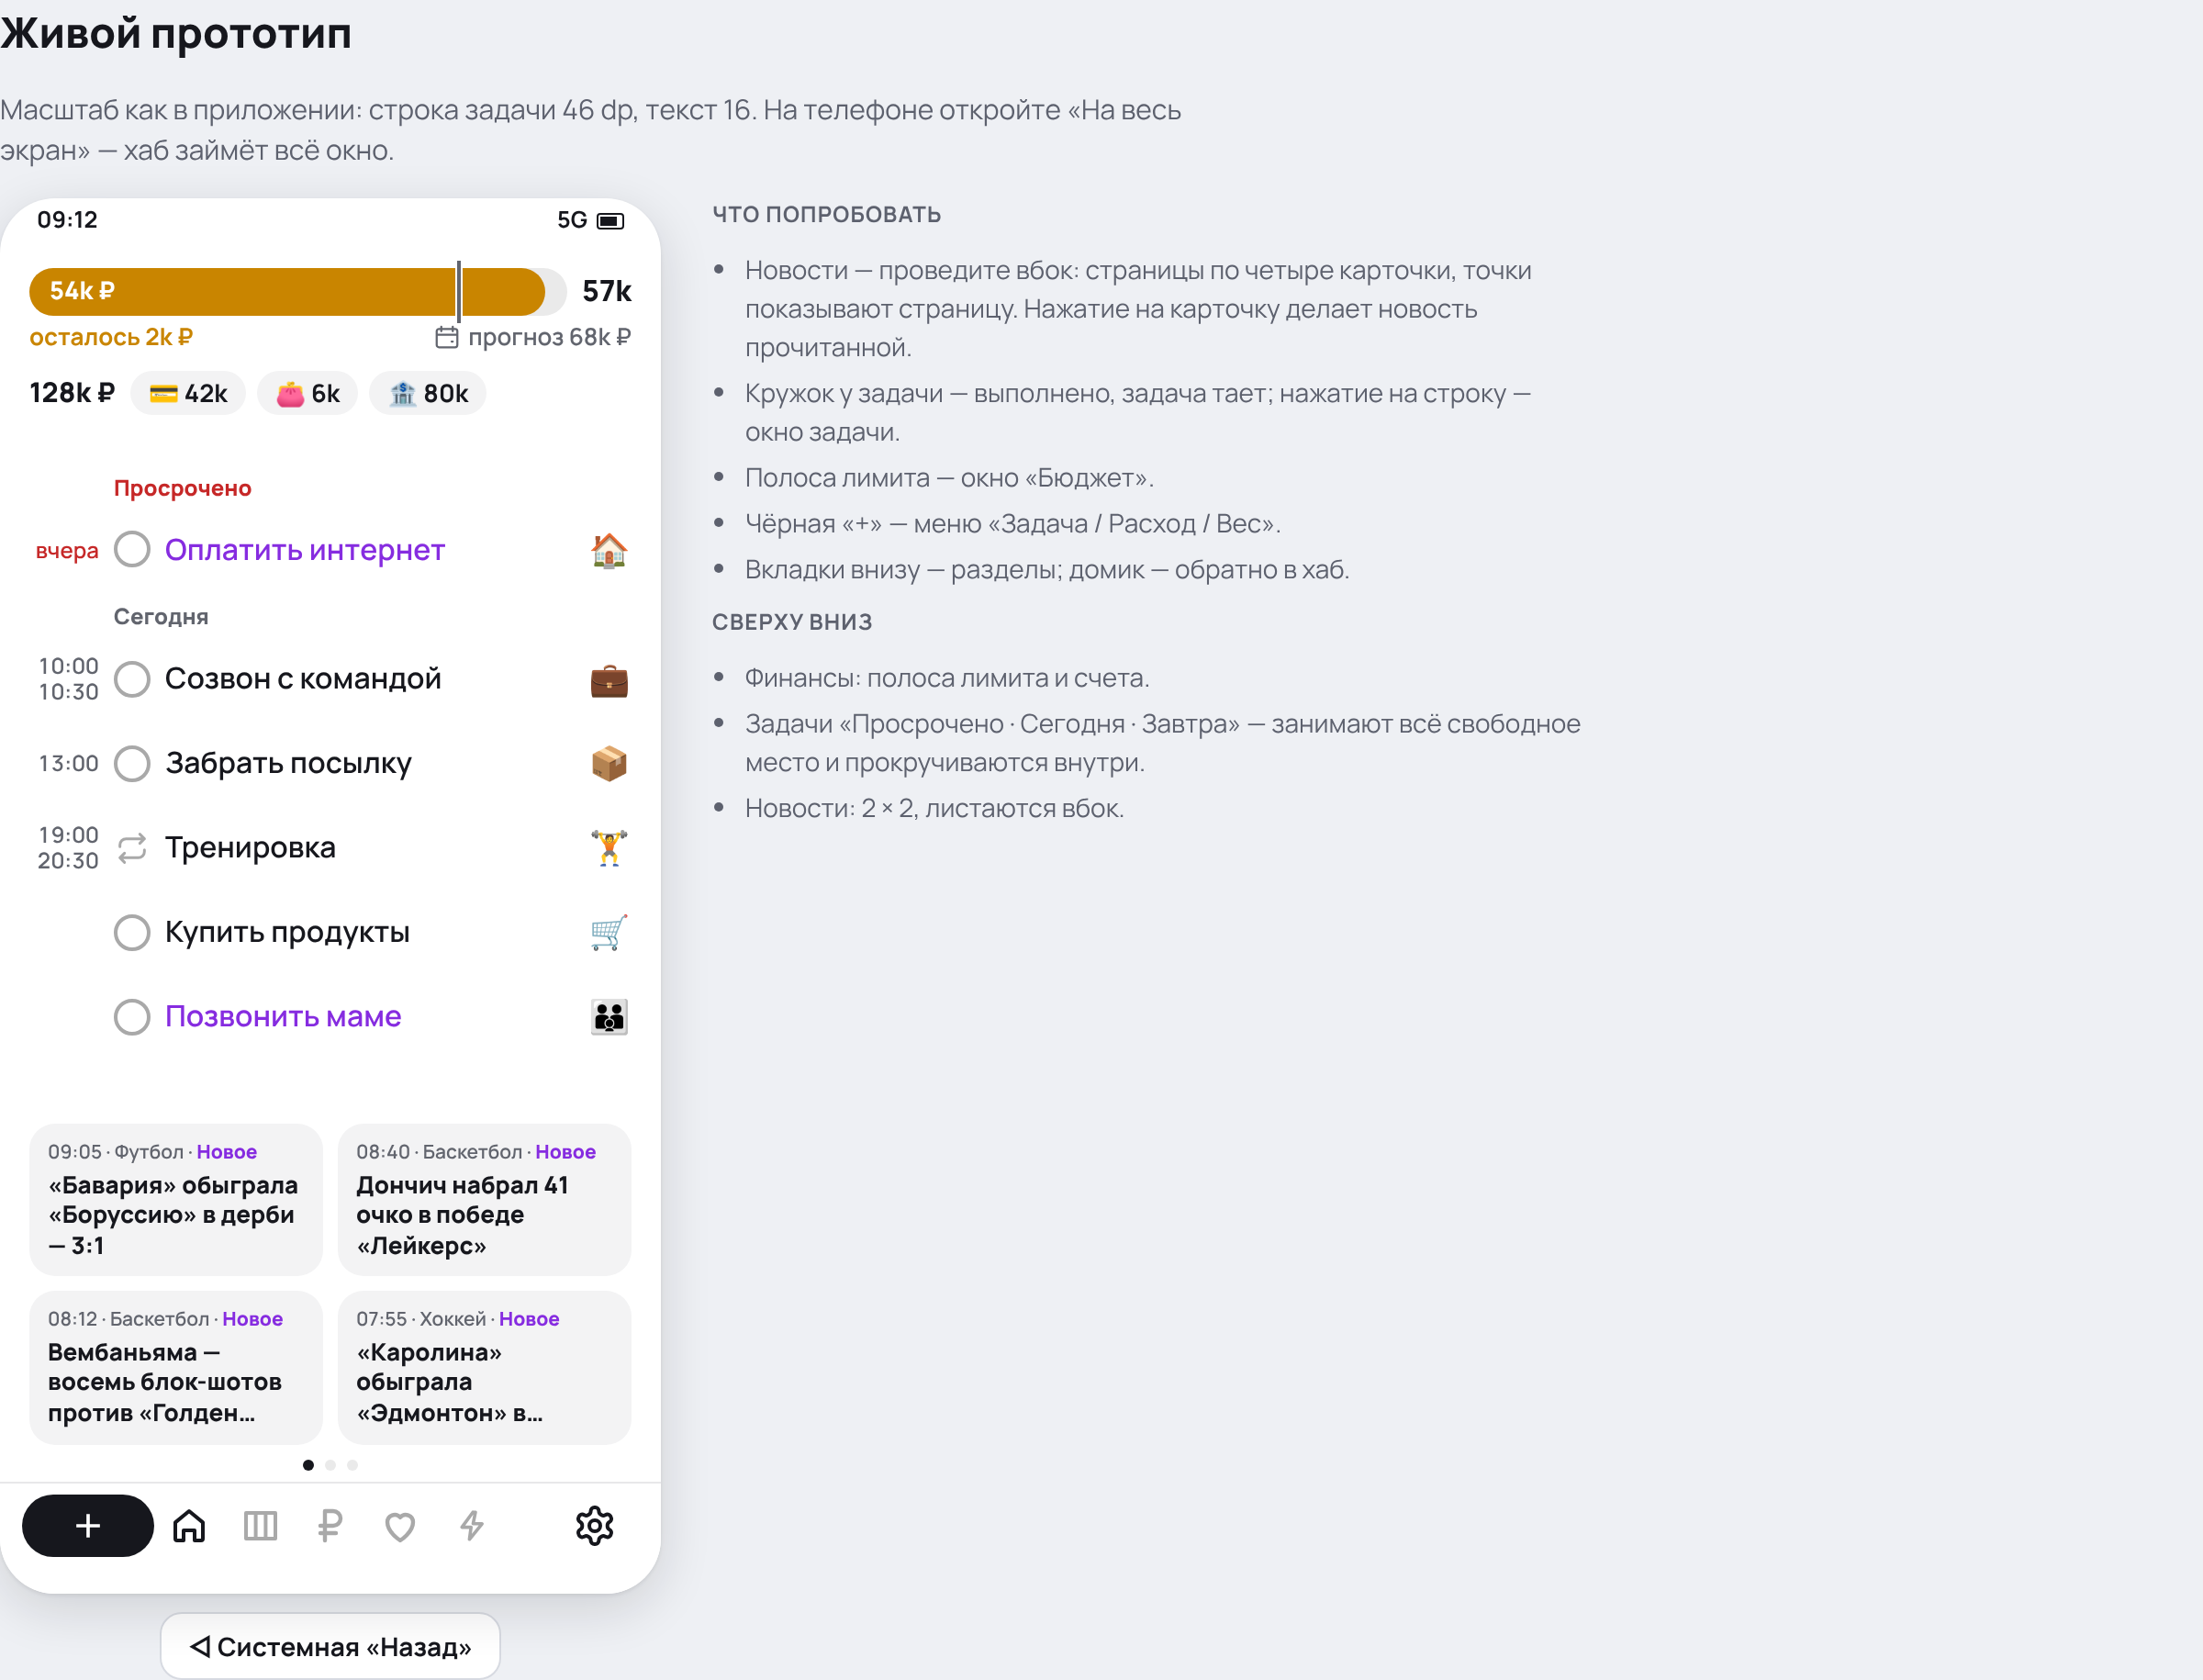 Живой прототип
Масштаб как в приложении: строка задачи 46 dp, текст 16. На телефоне откройте «На весь
экран» — хаб займёт всё окно.
09:12
5G
54k ₽
57k
осталось 2k ₽
прогноз 68k ₽
128k ₽
42k
6k
80k
Просрочено
вчера
Оплатить интернет
Сегодня
10:00
10:30
Созвон с командой
13:00
Забрать посылку
19:00
20:30
Тренировка
Купить продукты
Позвонить маме
09:05 · Футбол · Новое
«Бавария» обыграла
«Боруссию» в дерби
— 3:1
08:40 · Баскетбол · Новое
Дончич набрал 41
очко в победе
«Лейкерс»
08:12 · Баскетбол · Новое
Вембаньяма —
восемь блок-шотов
против «Голден…
07:55 · Хоккей · Новое
«Каролина»
обыграла
«Эдмонтон» в…
Системная «Назад»
ЧТО ПОПРОБОВАТЬ
Новости — проведите вбок: страницы по четыре карточки, точки
показывают страницу. Нажатие на карточку делает новость
прочитанной.
Кружок у задачи — выполнено, задача тает; нажатие на строку —
окно задачи.
Полоса лимита — окно «Бюджет».
Чёрная «+» — меню «Задача / Расход / Вес».
Вкладки внизу — разделы; домик — обратно в хаб.
СВЕРХУ ВНИЗ
Финансы: полоса лимита и счета.
Задачи «Просрочено · Сегодня · Завтра» — занимают всё свободное
место и прокручиваются внутри.
Новости: 2 × 2, листаются вбок.